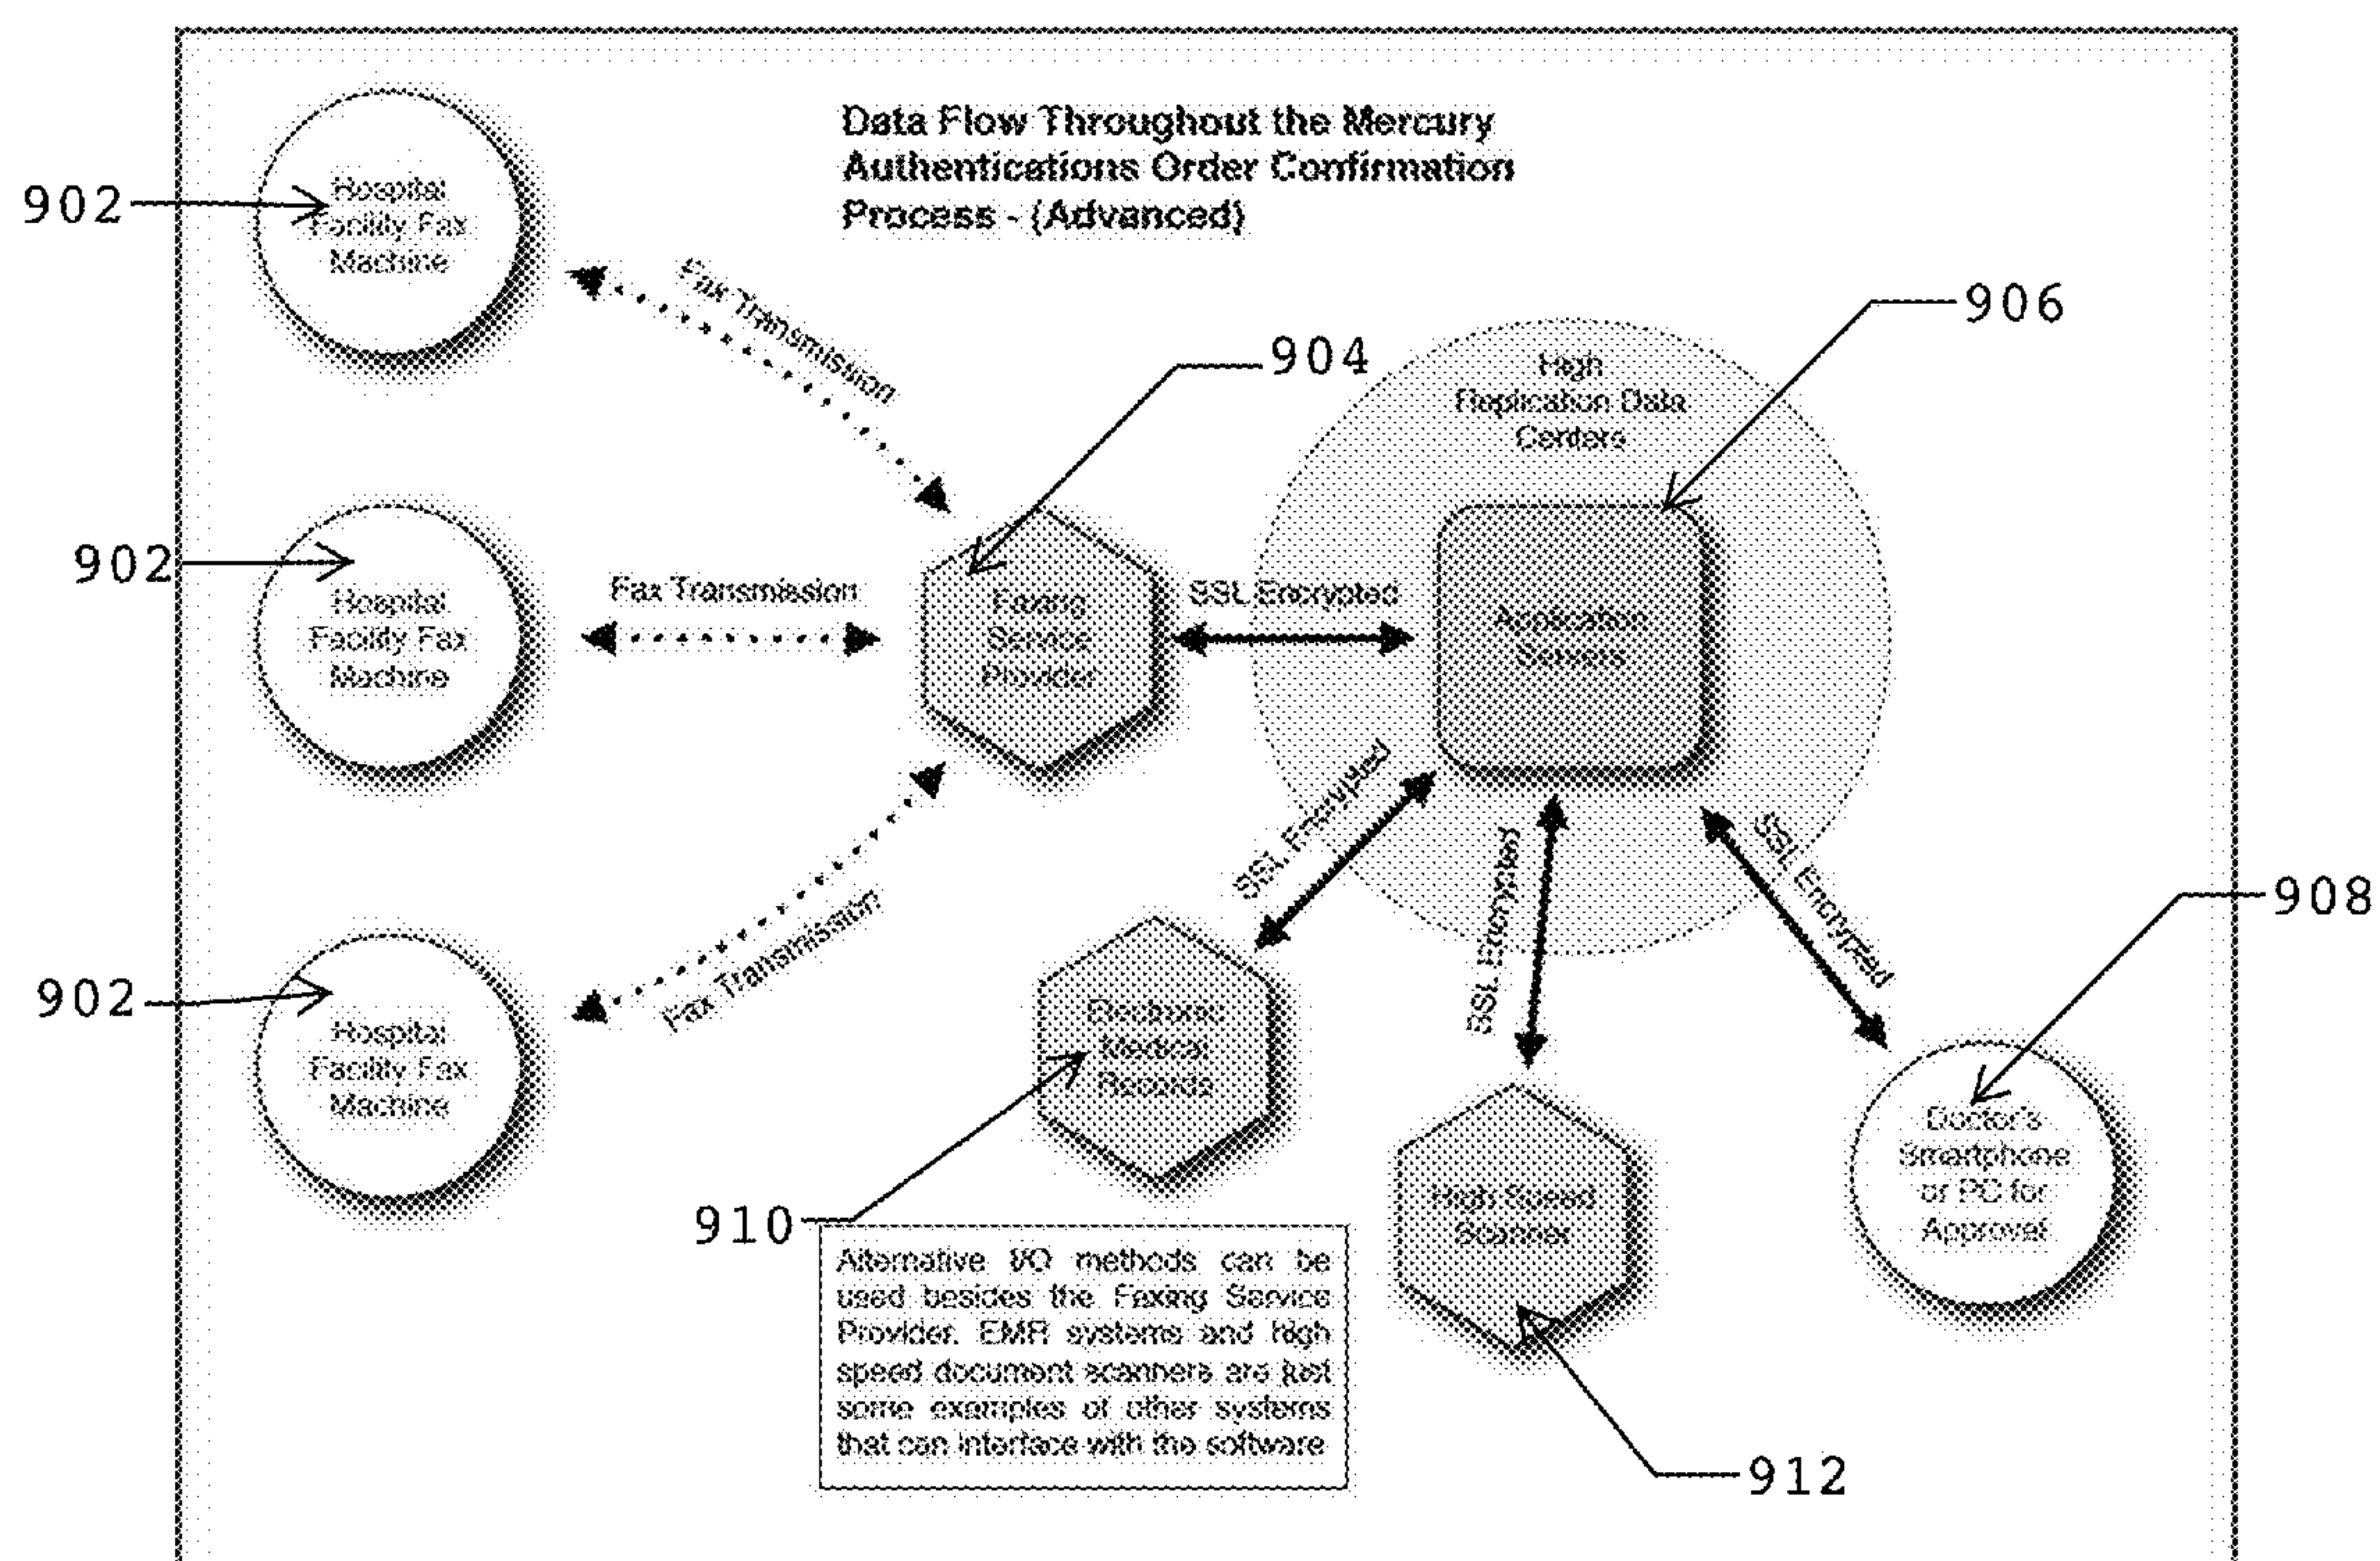 Data Flow Throughout the Mercury
Authentications Order Confirmation
Process - (Advanced)
902
Hospital
Facility Fax
Machine
Fax Transmission
906
904
High
Replication Data
Centers
902
Hospital
Facility Fax
Machine
Fax Transmission
Faxing
Service
Provider
SSL Encrypted
Application
Servers
902
Hospital
Facility Fax
Machine
Fax Transmission
SSL Encrypted
SSL Encrypted
SSL Encrypted
908
Electronic
Medical
Records
910
High Speed
Scanner
Doctor's
Smartphone
or PC for
Approval
Alternative I/O methods can be
used besides the Faxing Service
Provider. EMR systems and high
speed document scanners are just
some examples of other systems
that can interface with the software
912